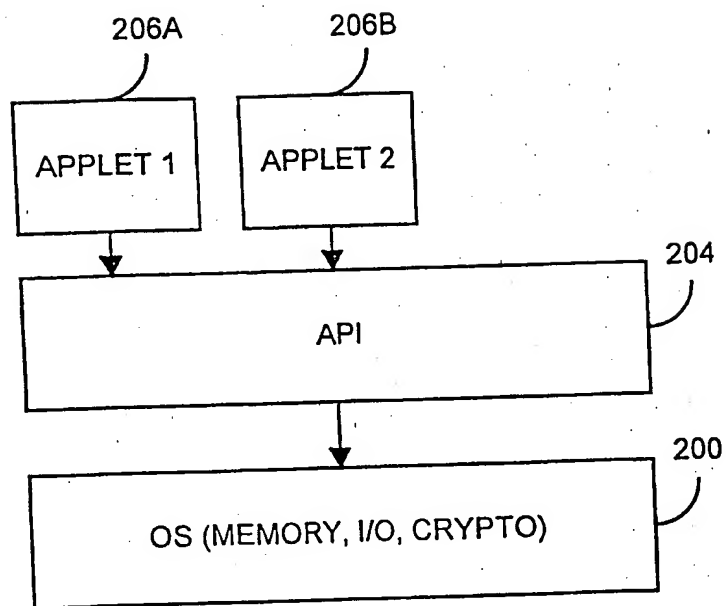 206A
206B
APPLET 1
APPLET 2
204
API
200
OS (MEMORY, I/O, CRYPTO)